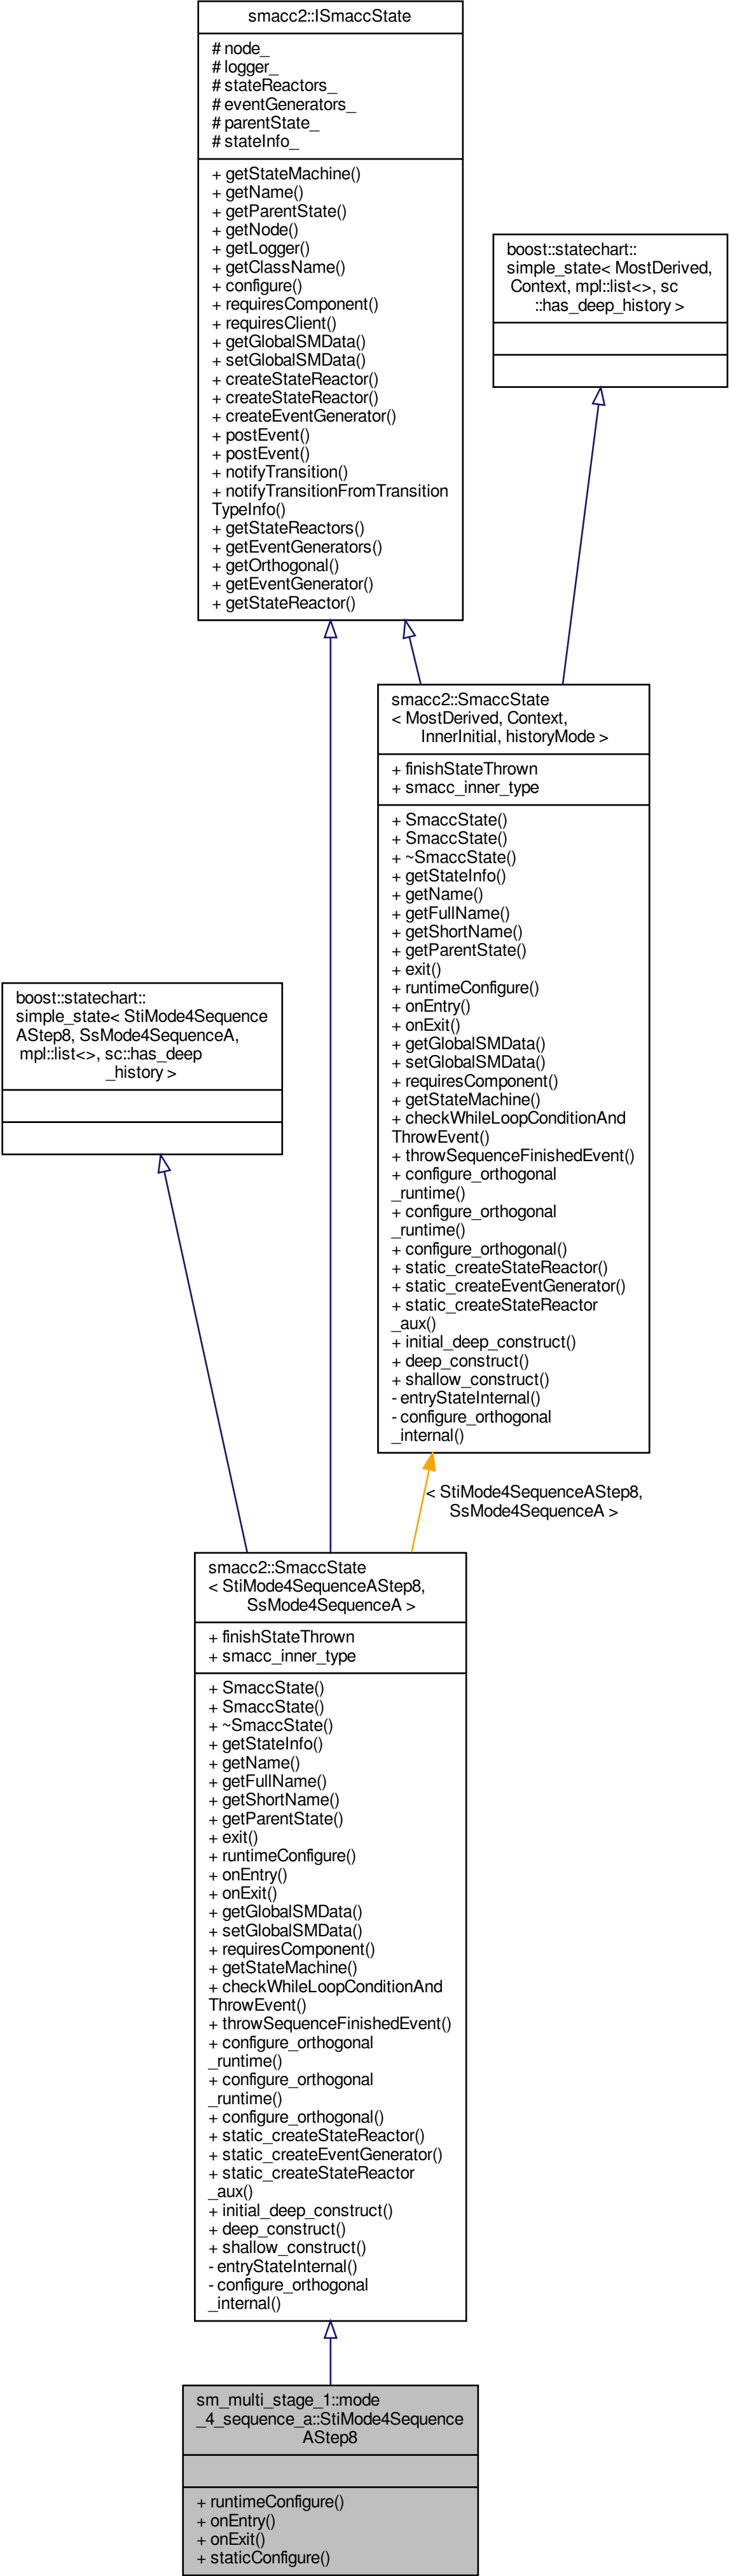 smacc2::ISmaccState
# node_
# logger_
# stateReactors_
# eventGenerators_
# parentState_
# stateInfo_
+ getStateMachine()
+ getName()
+ getParentState()
+ getNode()
+ getLogger()
+ getClassName()
+ configure()
+ requiresComponent()
+ requiresClient()
+ getGlobalSMData()
+ setGlobalSMData()
+ createStateReactor()
+ createStateReactor()
+ createEventGenerator()
+ postEvent()
+ postEvent()
+ notifyTransition()
+ notifyTransitionFromTransition
TypeInfo()
+ getStateReactors()
+ getEventGenerators()
+ getOrthogonal()
+ getEventGenerator()
+ getStateReactor()
boost::statechart::
simple_state< MostDerived,
Context, mpl::list<>, sc
::has_deep_history >
smacc2::SmaccState
< MostDerived, Context,
InnerInitial, historyMode >
+ finishStateThrown
+ smacc_inner_type
+ SmaccState()
+ SmaccState()
+ ~SmaccState()
+ getStateInfo()
+ getName()
+ getFullName()
+ getShortName()
+ getParentState()
+ exit()
+ runtimeConfigure()
+ onEntry()
+ onExit()
+ getGlobalSMData()
+ setGlobalSMData()
+ requiresComponent()
+ getStateMachine()
+ checkWhileLoopConditionAnd
ThrowEvent()
+ throwSequenceFinishedEvent()
+ configure_orthogonal
_runtime()
+ configure_orthogonal
_runtime()
+ configure_orthogonal()
+ static_createStateReactor()
+ static_createEventGenerator()
+ static_createStateReactor
_aux()
+ initial_deep_construct()
+ deep_construct()
+ shallow_construct()
- entryStateInternal()
- configure_orthogonal
_internal()
boost::statechart::
simple_state< StiMode4Sequence
AStep8, SsMode4SequenceA,
mpl::list<>, sc::has_deep
_history >
< StiMode4SequenceAStep8,
SsMode4SequenceA >
smacc2::SmaccState
< StiMode4SequenceAStep8,
SsMode4SequenceA >
+ finishStateThrown
+ smacc_inner_type
+ SmaccState()
+ SmaccState()
+ ~SmaccState()
+ getStateInfo()
+ getName()
+ getFullName()
+ getShortName()
+ getParentState()
+ exit()
+ runtimeConfigure()
+ onEntry()
+ onExit()
+ getGlobalSMData()
+ setGlobalSMData()
+ requiresComponent()
+ getStateMachine()
+ checkWhileLoopConditionAnd
ThrowEvent()
+ throwSequenceFinishedEvent()
+ configure_orthogonal
_runtime()
+ configure_orthogonal
_runtime()
+ configure_orthogonal()
+ static_createStateReactor()
+ static_createEventGenerator()
+ static_createStateReactor
_aux()
+ initial_deep_construct()
+ deep_construct()
+ shallow_construct()
- entryStateInternal()
- configure_orthogonal
_internal()
sm_multi_stage_1::mode
_4_sequence_a::StiMode4Sequence
AStep8
+ runtimeConfigure()
+ onEntry()
+ onExit()
+ staticConfigure()